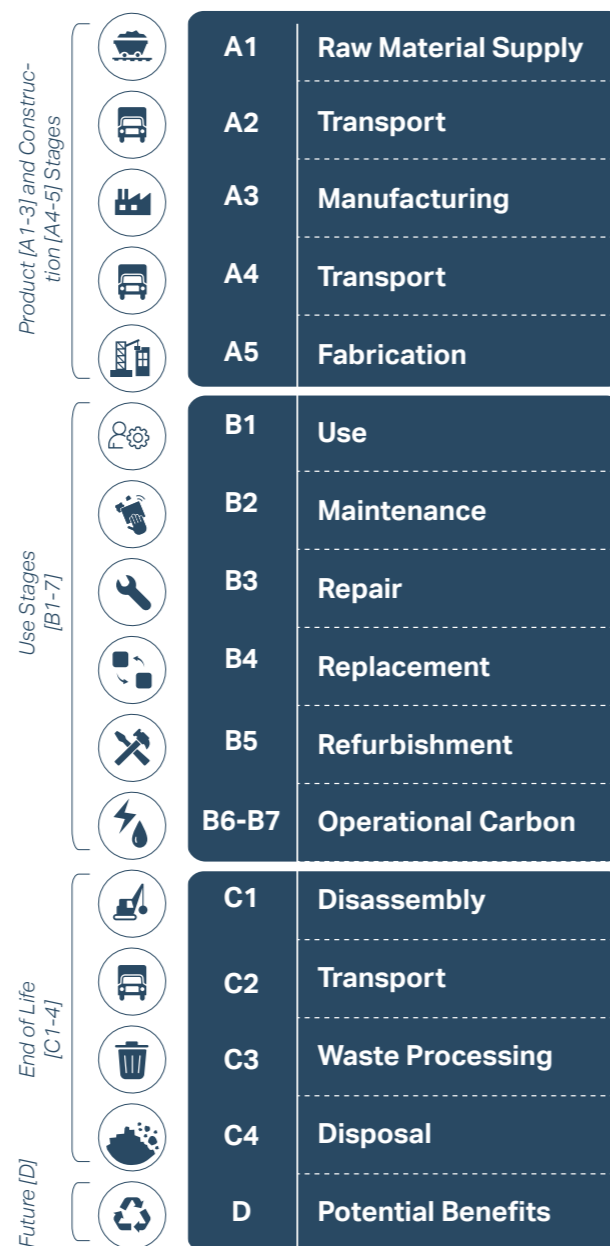 Product [A1-3] and Construc-
tion [A4-5] Stages
A1 Raw Material Supply
A2 Transport
A3 Manufacturing
A4 Transport
A5 Fabrication
Use Stages
[B1-7]
B1 Use
B2 Maintenance
B3 Repair
B4 Replacement
B5 Refurbishment
B6-B7 Operational Carbon
End of Life
[C1-4]
C1 Disassembly
C2 Transport
C3 Waste Processing
C4 Disposal
Future [D]
D Potential Benefits